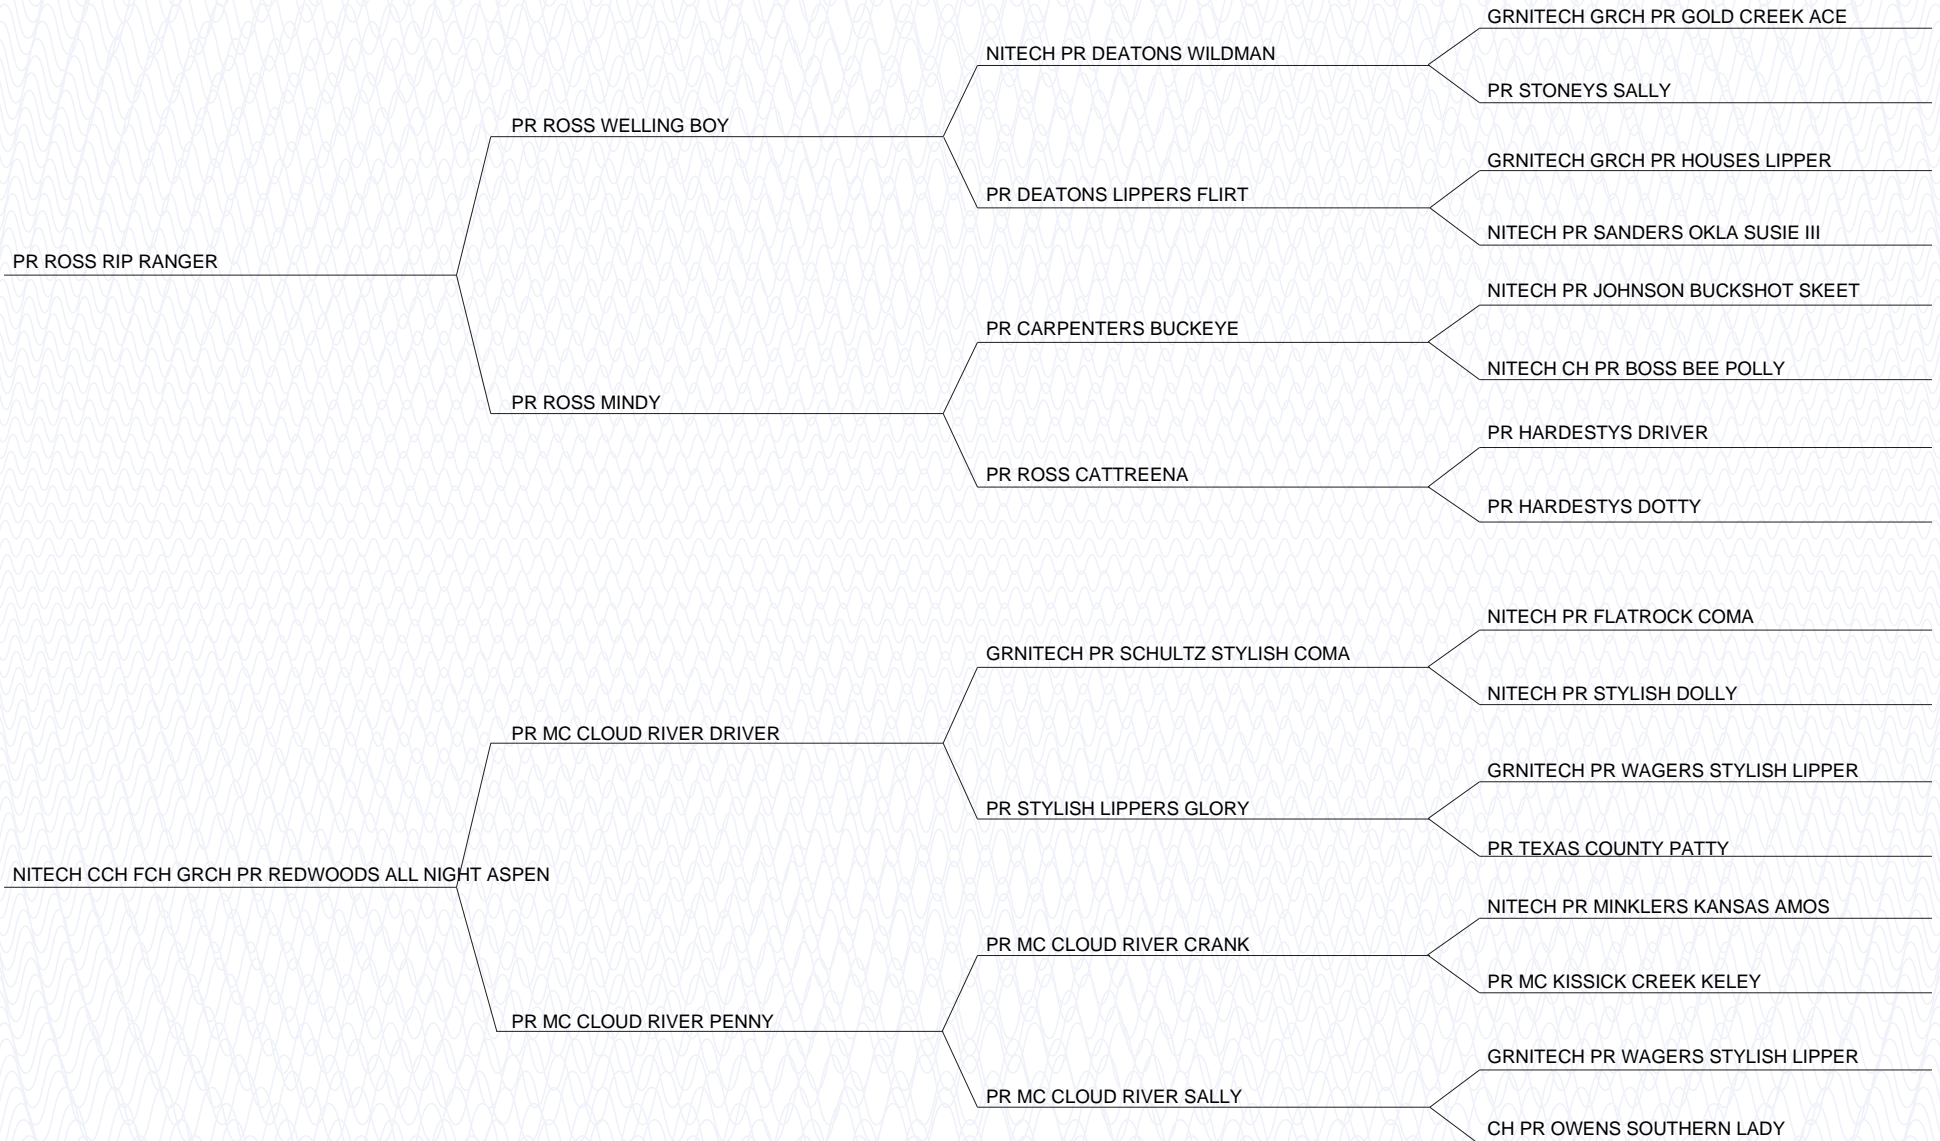 GRNITECH GRCH PR GOLD CREEK ACE
NITECH PR DEATONS WILDMAN
PR STONEYS SALLY
PR ROSS WELLING BOY
GRNITECH GRCH PR HOUSES LIPPER
PR DEATONS LIPPERS FLIRT
NITECH PR SANDERS OKLA SUSIE III
PR ROSS RIP RANGER
NITECH PR JOHNSON BUCKSHOT SKEET
PR CARPENTERS BUCKEYE
NITECH CH PR BOSS BEE POLLY
PR ROSS MINDY
PR HARDESTYS DRIVER
PR ROSS CATTREENA
PR HARDESTYS DOTTY
NITECH PR FLATROCK COMA
GRNITECH PR SCHULTZ STYLISH COMA
NITECH PR STYLISH DOLLY
PR MC CLOUD RIVER DRIVER
GRNITECH PR WAGERS STYLISH LIPPER
PR STYLISH LIPPERS GLORY
PR TEXAS COUNTY PATTY
NITECH CCH FCH GRCH PR REDWOODS ALL NIGHT ASPEN
NITECH PR MINKLERS KANSAS AMOS
PR MC CLOUD RIVER CRANK
PR MC KISSICK CREEK KELEY
PR MC CLOUD RIVER PENNY
GRNITECH PR WAGERS STYLISH LIPPER
PR MC CLOUD RIVER SALLY
CH PR OWENS SOUTHERN LADY